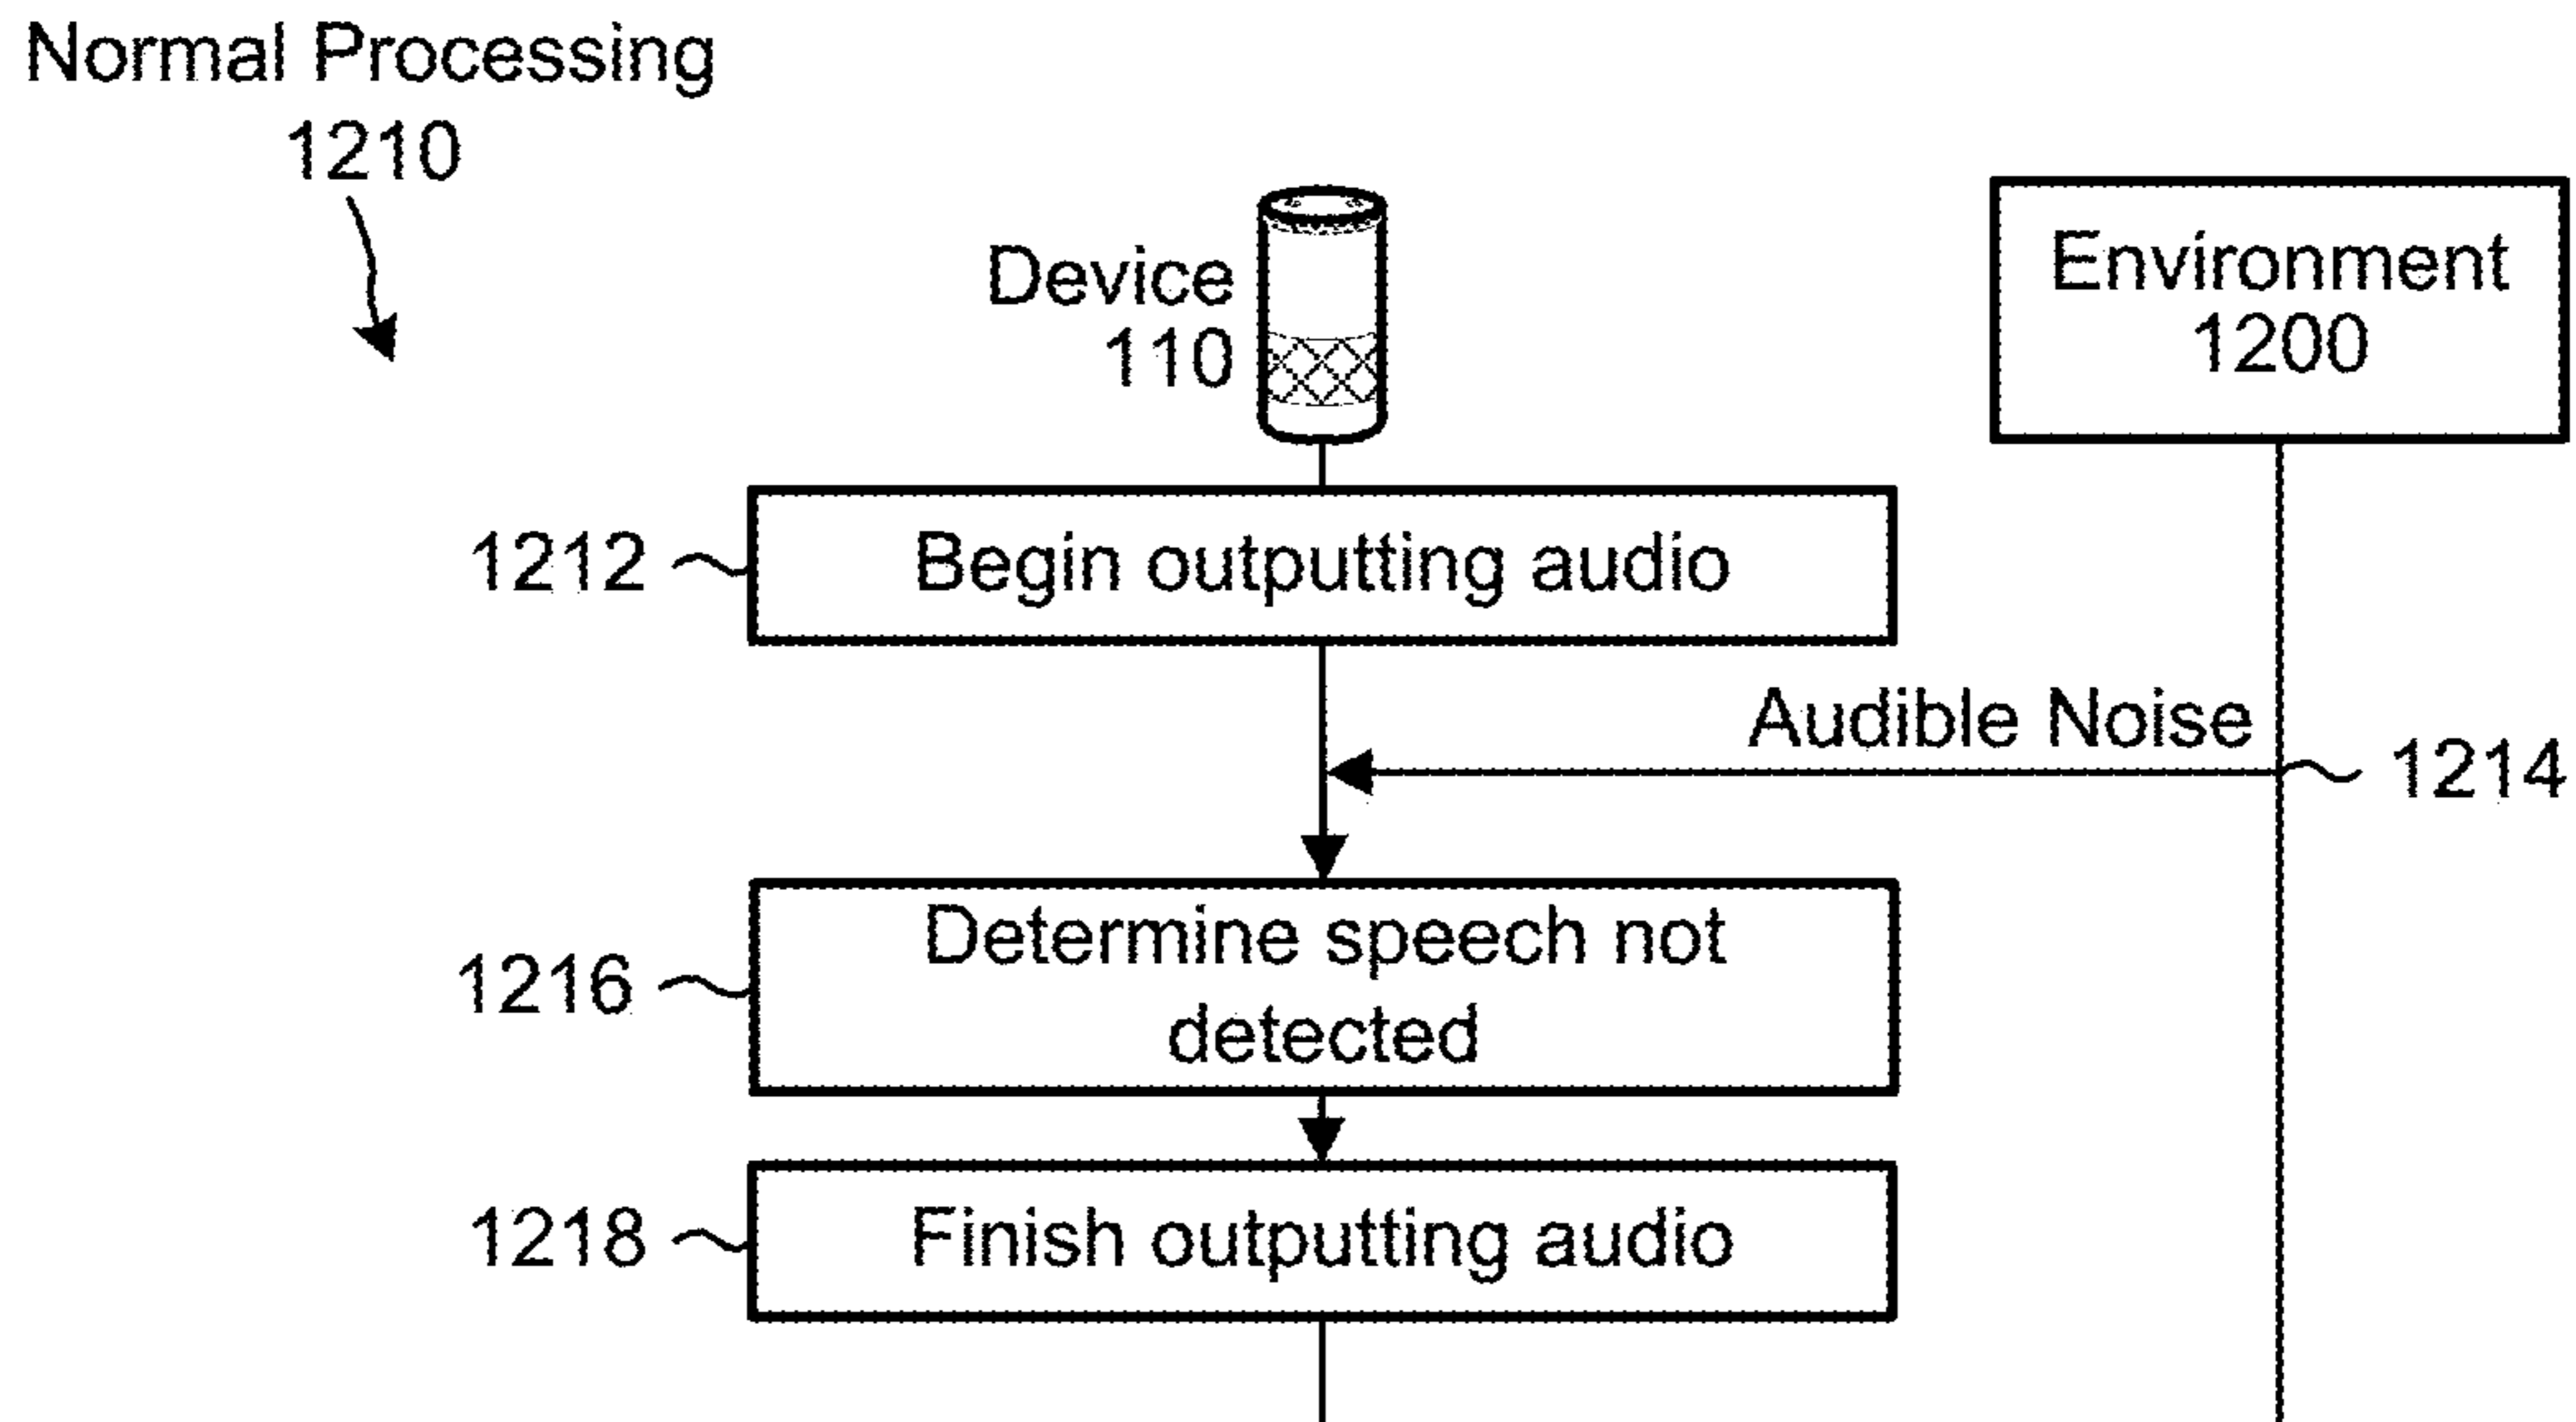 Normal Processing
1210
Device
110
Environment
1200
1212
Begin outputting audio
Audible Noise
1214
1216
Determine speech not
detected
1218
Finish outputting audio